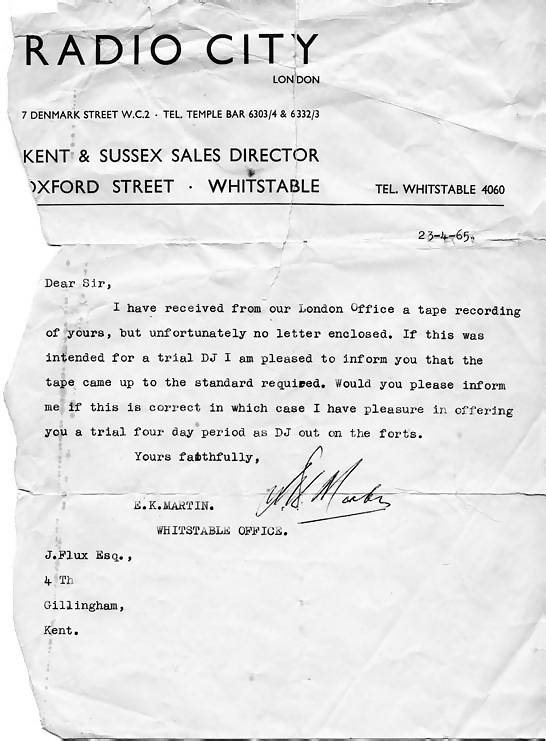 RADIO CITY
LONDON
7 DENMARK STREET W.C.2 · TEL. TEMPLE BAR 6303/4 & 6332/3
KENT & SUSSEX SALES DIRECTOR
OXFORD STREET · WHITSTABLE TEL. WHITSTABLE 4060
23-4-65.
Dear Sir,
I have received from our London Office a tape recording
of yours, but unfortunately no letter enclosed. If this was
intended for a trial DJ I am pleased to inform you that the
tape came up to the standard required. Would you please inform
me if this is correct in which case I have pleasure in offering
you a trial four day period as DJ out on the forts.
Yours faithfully,
E.K. Martin
E.K.MARTIN.
WHITSTABLE OFFICE.
J.Flux Esq.,
4 Th
Gillingham,
Kent.